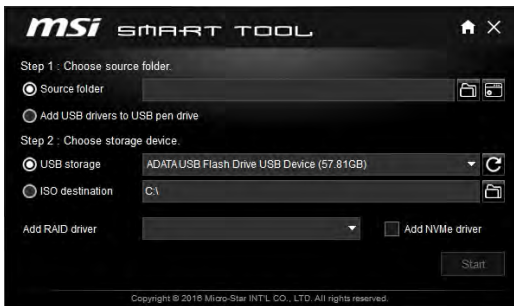 msi SMART TOOL
Step 1 : Choose source folder.
Source folder
Add USB drivers to USB pen drive
Step 2 : Choose storage device.
USB storage ADATA USB Flash Drive USB Device (57.81GB)
ISO destination C:\
Add RAID driver Add NVMe driver
Start
Copyright © 2016 Micro-Star INT'L CO., LTD. All rights reserved.